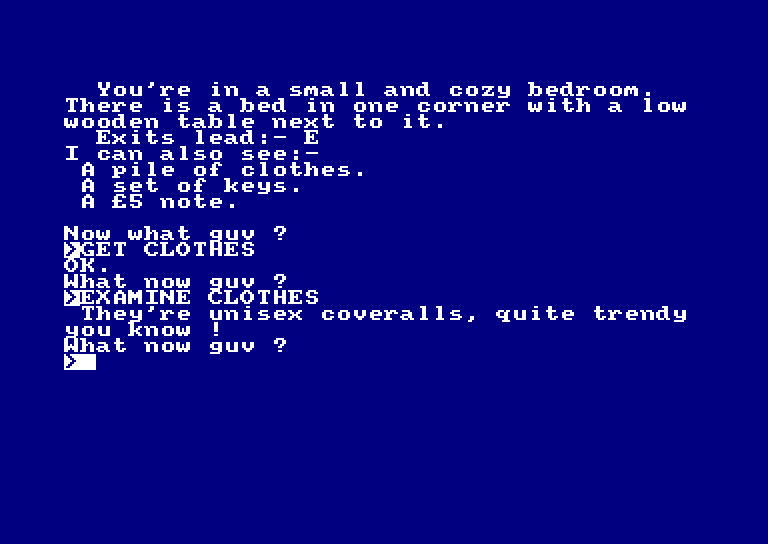 You're in a small and cozy bedroom.
There is a bed in one corner with a low
wooden table next to it.
Exits lead:- E
I can also see:-
A pile of clothes.
A set of keys.
A £5 note.
Now what guv ?
>GET CLOTHES
OK.
What now guv ?
>EXAMINE CLOTHES
They're unisex coveralls, quite trendy
you know !
What now guv ?
>